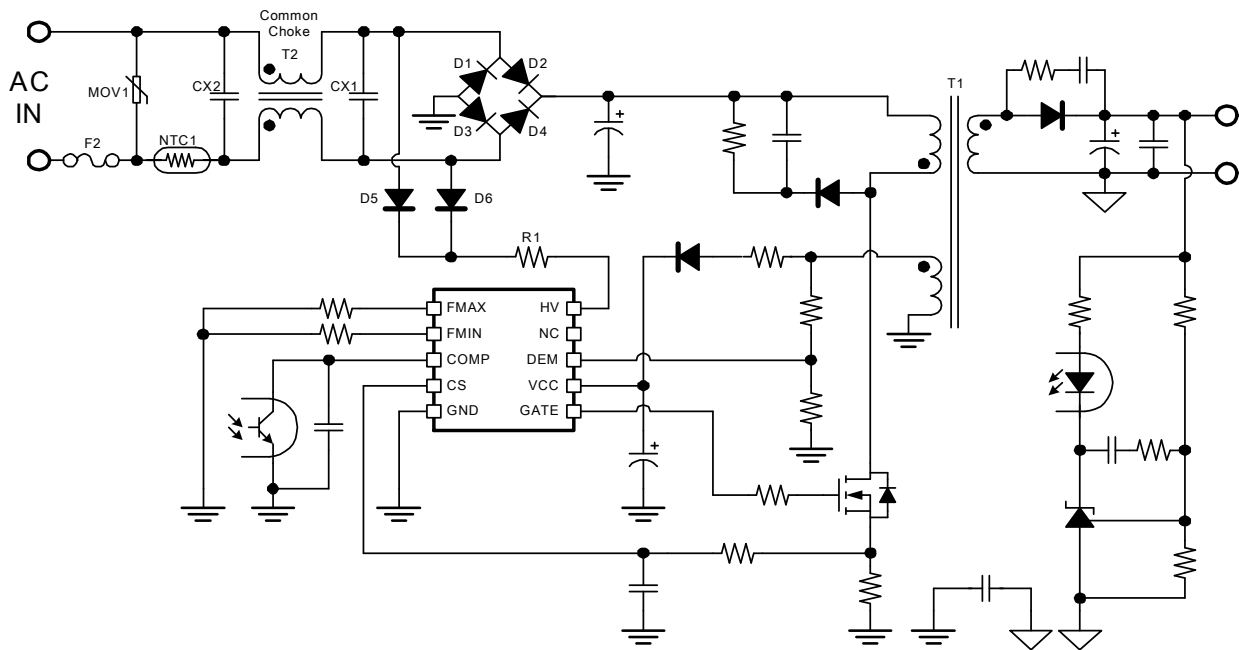 Common
Choke
T2
AC
IN
MOV1
CX2
CX1
D1
D2
D3
D4
T1
F2
NTC1
D5
D6
R1
FMAX
HV
FMIN
NC
COMP
DEM
CS
VCC
GND
GATE
+
+
+